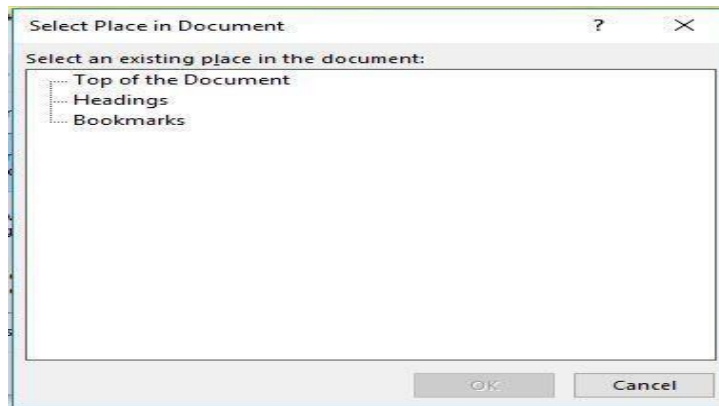 Select Place in Document ?
Select an existing place in the document:
Top of the Document
Headings
Bookmarks
OK Cancel